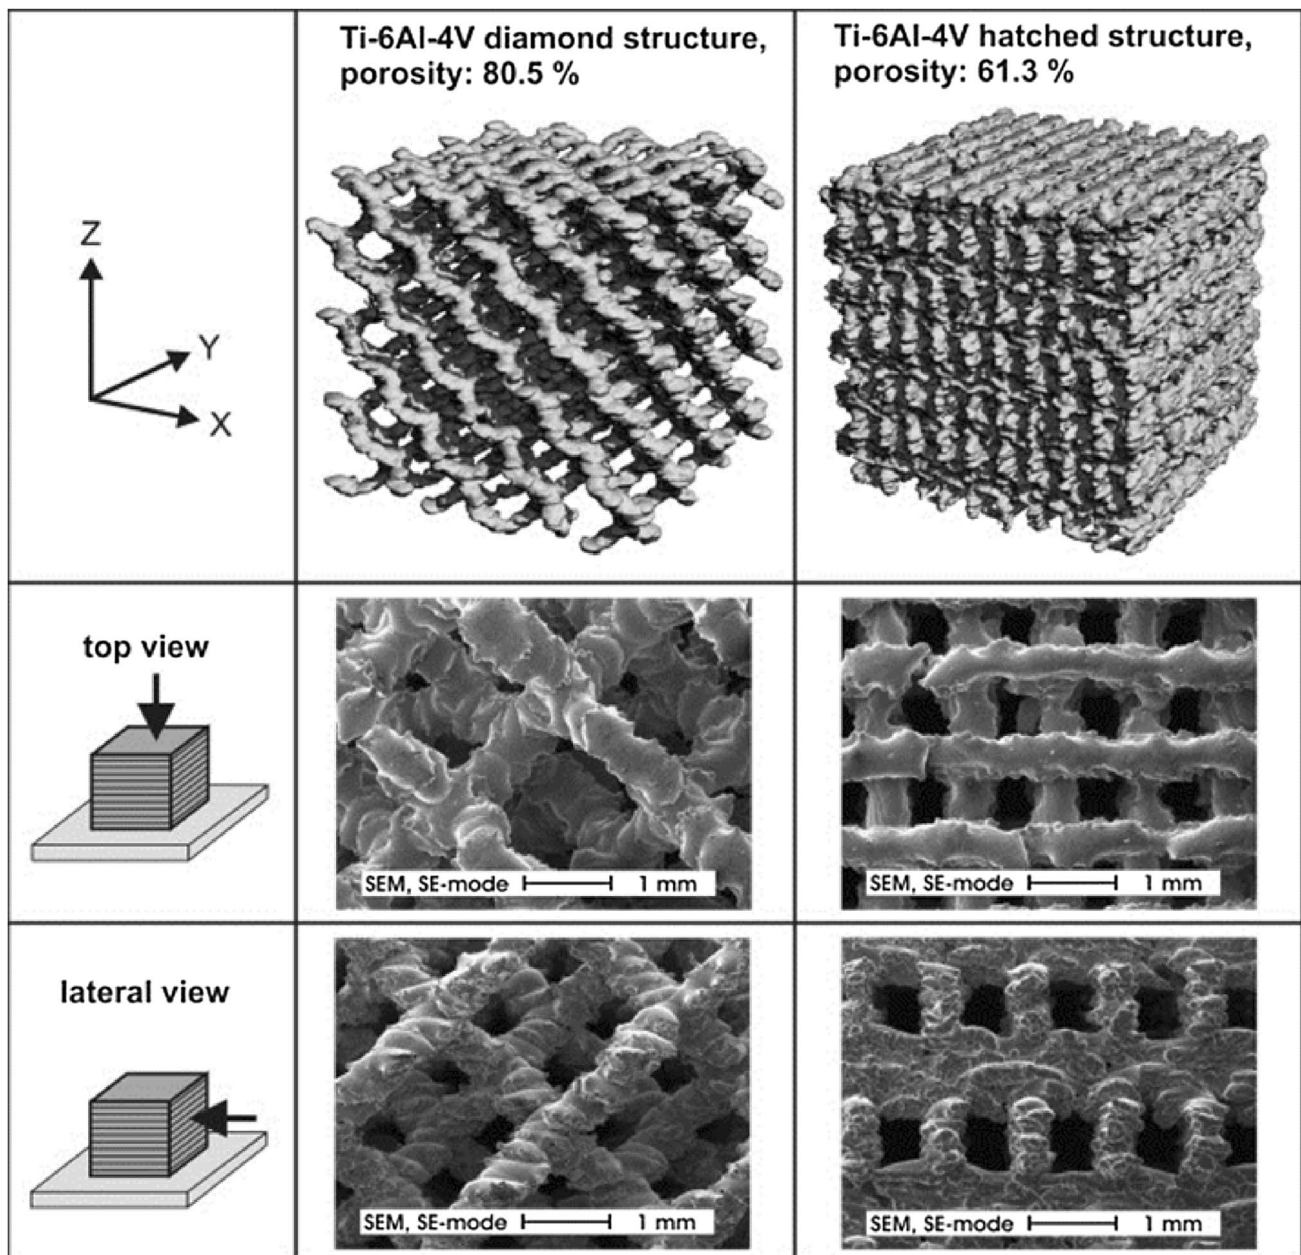 Ti-6Al-4V diamond structure,
porosity: 80.5 %
Ti-6Al-4V hatched structure,
porosity: 61.3 %
Z
Y
X
top view
SEM, SE-mode 1 mm
SEM, SE-mode 1 mm
lateral view
SEM, SE-mode 1 mm
SEM, SE-mode 1 mm